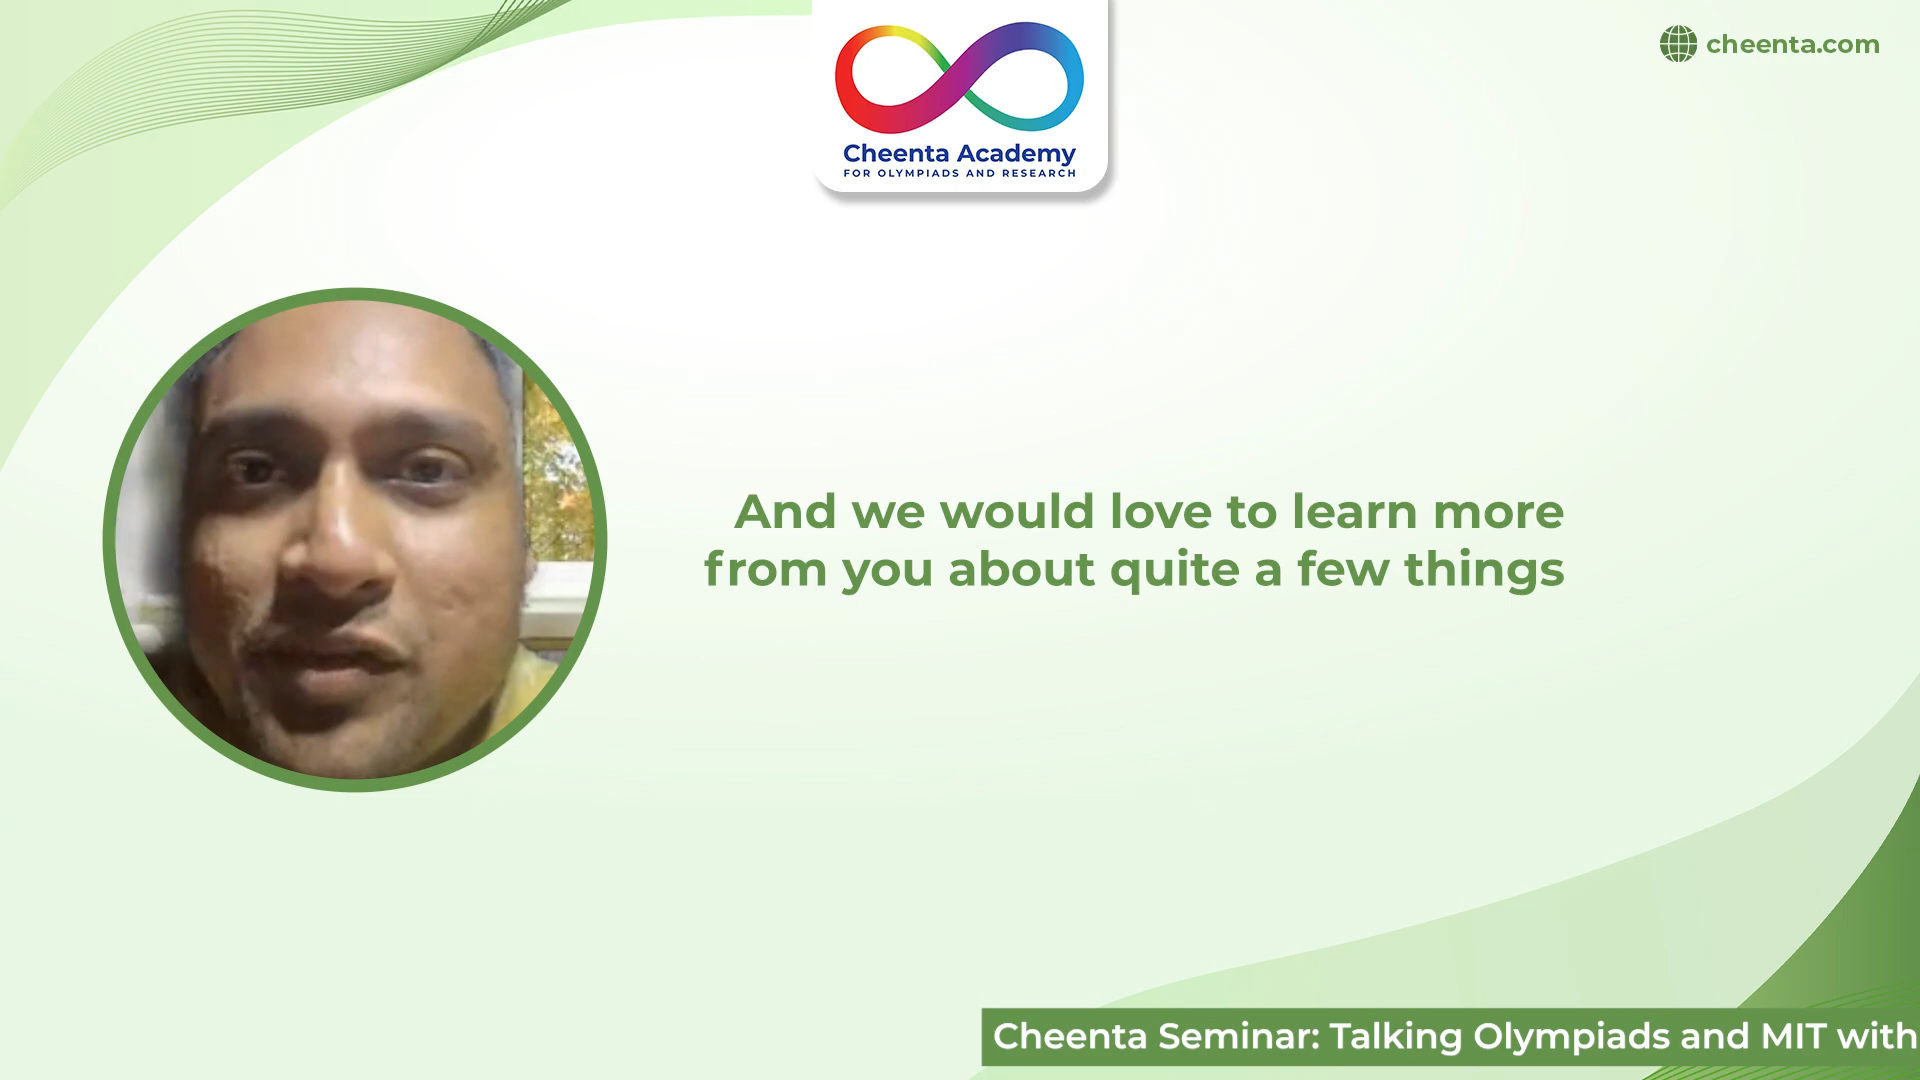 cheenta.com
Cheenta Academy
FOR OLYMPIADS AND RESEARCH
And we would love to learn more
from you about quite a few things
Cheenta Seminar: Talking Olympiads and MIT with